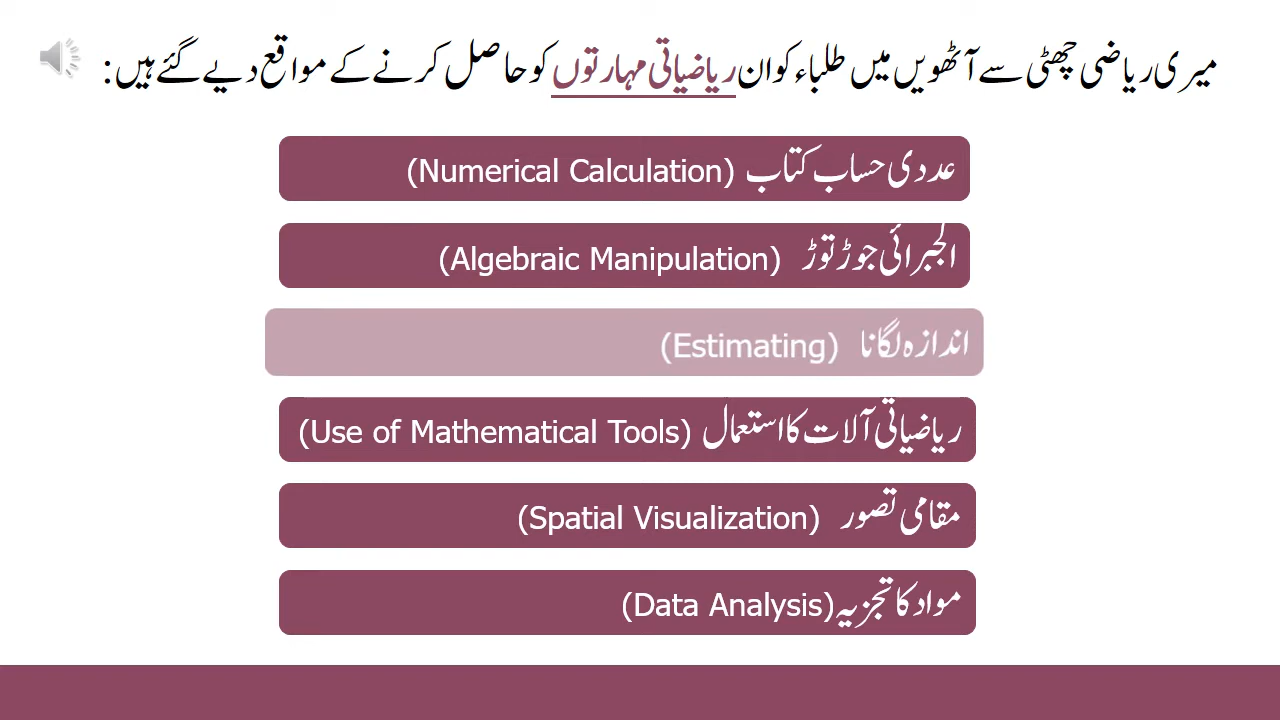 میری ریاضی چھٹی سے آٹھویں میں طلباء کو ان ریاضیاتی مہارتوں کو حاصل کرنے کے مواقع دیے گئے ہیں:
عددی حساب کتاب (Numerical Calculation)
الجبرائی جوڑ توڑ (Algebraic Manipulation)
اندازہ لگانا (Estimating)
ریاضیاتی آلات کا استعمال (Use of Mathematical Tools)
مقامی تصور (Spatial Visualization)
مواد کا تجزیہ (Data Analysis)